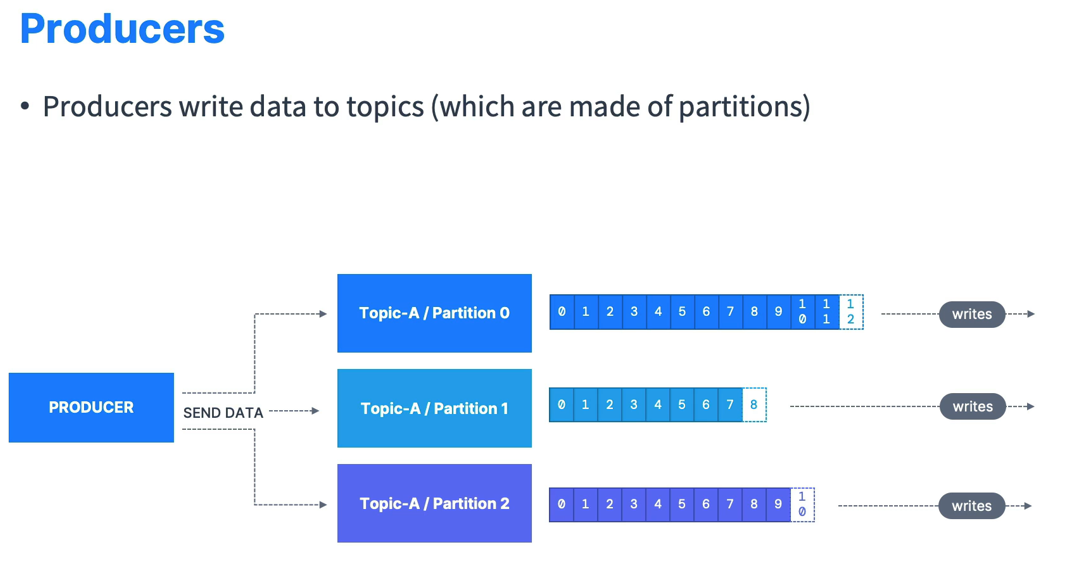 Producers
• Producers write data to topics (which are made of partitions)
Topic-A / Partition 0
0 1 2 3 4 5 6 7 8 9 10 11 12
writes
PRODUCER
SEND DATA
Topic-A / Partition 1
0 1 2 3 4 5 6 7 8
writes
Topic-A / Partition 2
0 1 2 3 4 5 6 7 8 9 10
writes